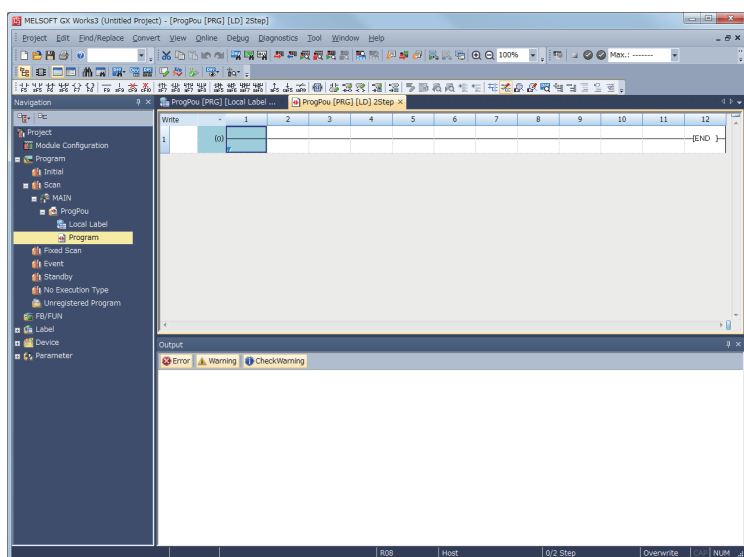 MELSOFT GX Works3 (Untitled Project) - [ProgPou [PRG] [LD] 2Step]
Project Edit Find/Replace Convert View Online Debug Diagnostics Tool Window Help
100% Max.: -------
Navigation
ProgPou [PRG] [Local Label ... ProgPou [PRG] [LD] 2Step
Write 1 2 3 4 5 6 7 8 9 10 11 12
1 (0) [END ]
Project
Module Configuration
Program
Initial
Scan
MAIN
ProgPou
Local Label
Program
Fixed Scan
Event
Standby
No Execution Type
Unregistered Program
FB/FUN
Label
Device
Parameter
Output
Error Warning CheckWarning
R08 Host 0/2 Step Overwrite CAP NUM